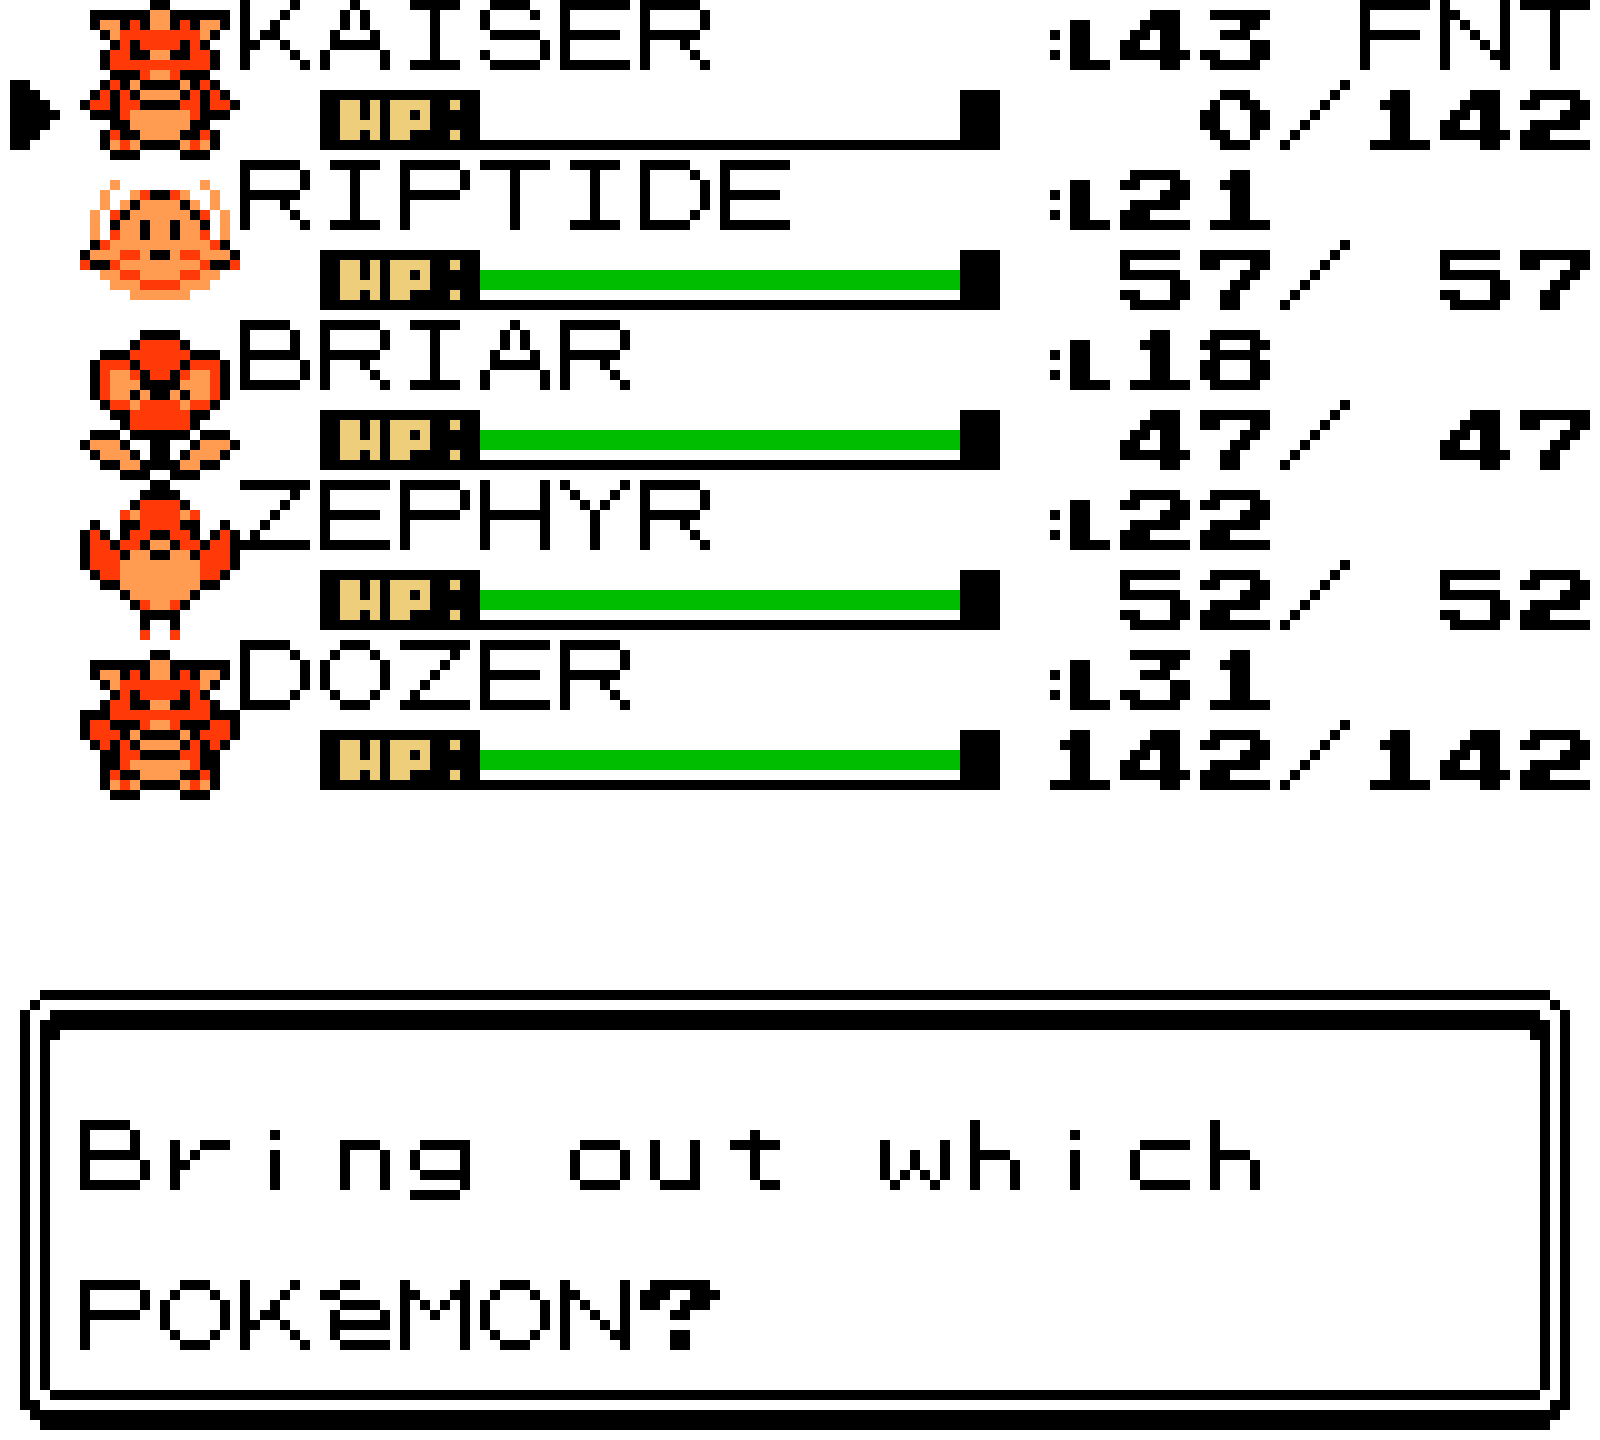 KAISER :L43 FNT
HP: 0/142
RIPTIDE :L21
HP: 57/ 57
BRIAR :L18
HP: 47/ 47
ZEPHYR :L22
HP: 52/ 52
DOZER :L31
HP: 142/142
Bring out which
POKéMON?